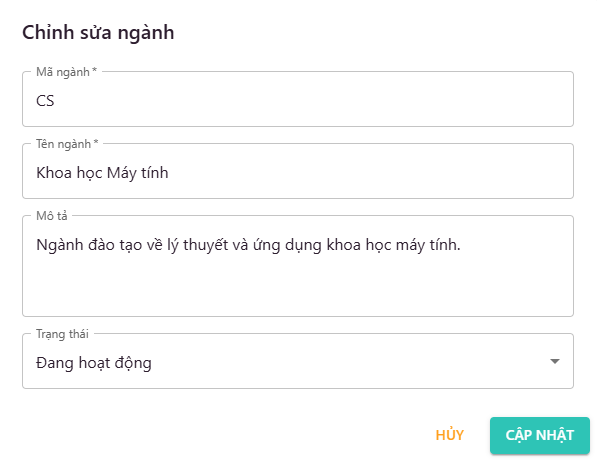 Chỉnh sửa ngành
Mã ngành *
CS
Tên ngành *
Khoa học Máy tính
Mô tả
Ngành đào tạo về lý thuyết và ứng dụng khoa học máy tính.
Trạng thái
Đang hoạt động
HỦY CẬP NHẬT